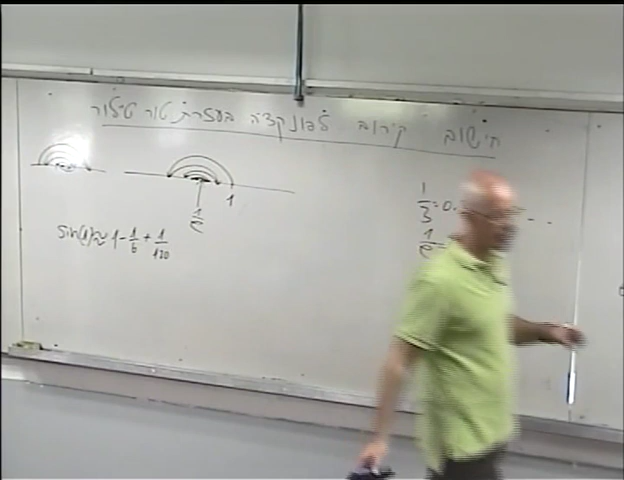 חישוב קירוב לפונקציה בעזרת טור טיילור
1
1/e
1/3 = 0.
1/e =
sin(1) ≈ 1 - 1/6 + 1/120